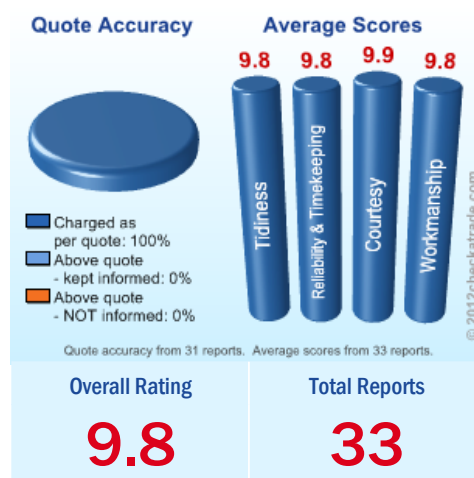 Quote Accuracy
Average Scores
9.8
9.8
9.9
9.8
Tidiness
Reliability & Timekeeping
Courtesy
Workmanship
Charged as
per quote: 100%
Above quote
- kept informed: 0%
Above quote
- NOT informed: 0%
© 2012checkatrade.com
Quote accuracy from 31 reports. Average scores from 33 reports.
Overall Rating
Total Reports
9.8
33